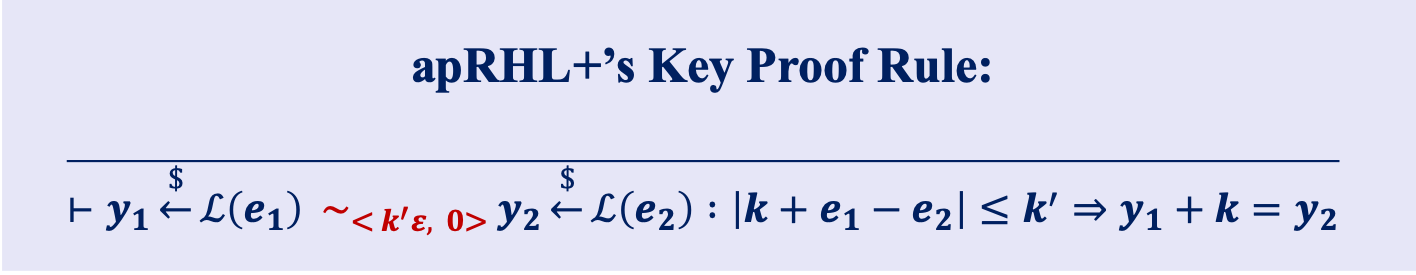 apRHL+’s Key Proof Rule:
⊢ y₁ ←$ ℒ(e₁) ~<k′ε, 0> y₂ ←$ ℒ(e₂) : |k + e₁ − e₂| ≤ k′ ⇒ y₁ + k = y₂